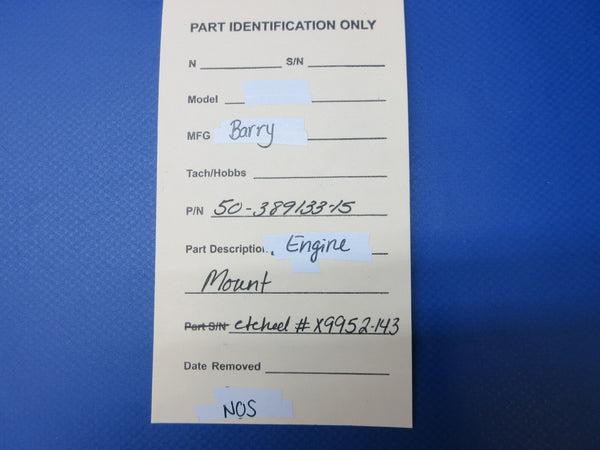 PART IDENTIFICATION ONLY
N S/N
Model
MFG Barry
Tach/Hobbs
P/N 50-389133-15
Part Description Engine
Mount
Part S/N etched # X9952-143
Date Removed
NOS